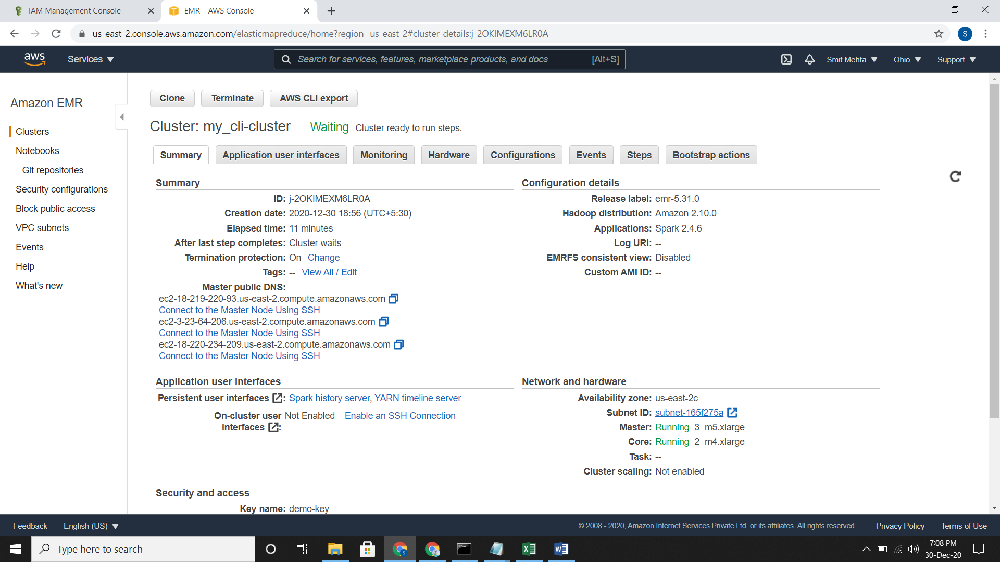 IAM Management Console
EMR – AWS Console
us-east-2.console.aws.amazon.com/elasticmapreduce/home?region=us-east-2#cluster-details:j-2OKIMEXM6LR0A
S
aws
Services
Search for services, features, marketplace products, and docs [Alt+S]
Smit Mehta
Ohio
Support
Amazon EMR
Clusters
Notebooks
Git repositories
Security configurations
Block public access
VPC subnets
Events
Help
What's new
Clone
Terminate
AWS CLI export
Cluster: my_cli-cluster Waiting Cluster ready to run steps.
Summary
Application user interfaces
Monitoring
Hardware
Configurations
Events
Steps
Bootstrap actions
Summary
ID: j-2OKIMEXM6LR0A
Creation date: 2020-12-30 18:56 (UTC+5:30)
Elapsed time: 11 minutes
After last step completes: Cluster waits
Termination protection: On Change
Tags: -- View All / Edit
Master public DNS:
ec2-18-219-220-93.us-east-2.compute.amazonaws.com
Connect to the Master Node Using SSH
ec2-3-23-64-206.us-east-2.compute.amazonaws.com
Connect to the Master Node Using SSH
ec2-18-220-234-209.us-east-2.compute.amazonaws.com
Connect to the Master Node Using SSH
Configuration details
Release label: emr-5.31.0
Hadoop distribution: Amazon 2.10.0
Applications: Spark 2.4.6
Log URI: --
EMRFS consistent view: Disabled
Custom AMI ID: --
Application user interfaces
Persistent user interfaces : Spark history server, YARN timeline server
On-cluster user Not Enabled Enable an SSH Connection
interfaces :
Network and hardware
Availability zone: us-east-2c
Subnet ID: subnet-165f275a
Master: Running 3 m5.xlarge
Core: Running 2 m4.xlarge
Task: --
Cluster scaling: Not enabled
Security and access
Key name: demo-key
Feedback
English (US)
© 2008 - 2020, Amazon Internet Services Private Ltd. or its affiliates. All rights reserved.
Privacy Policy
Terms of Use
Type here to search
7:08 PM
30-Dec-20